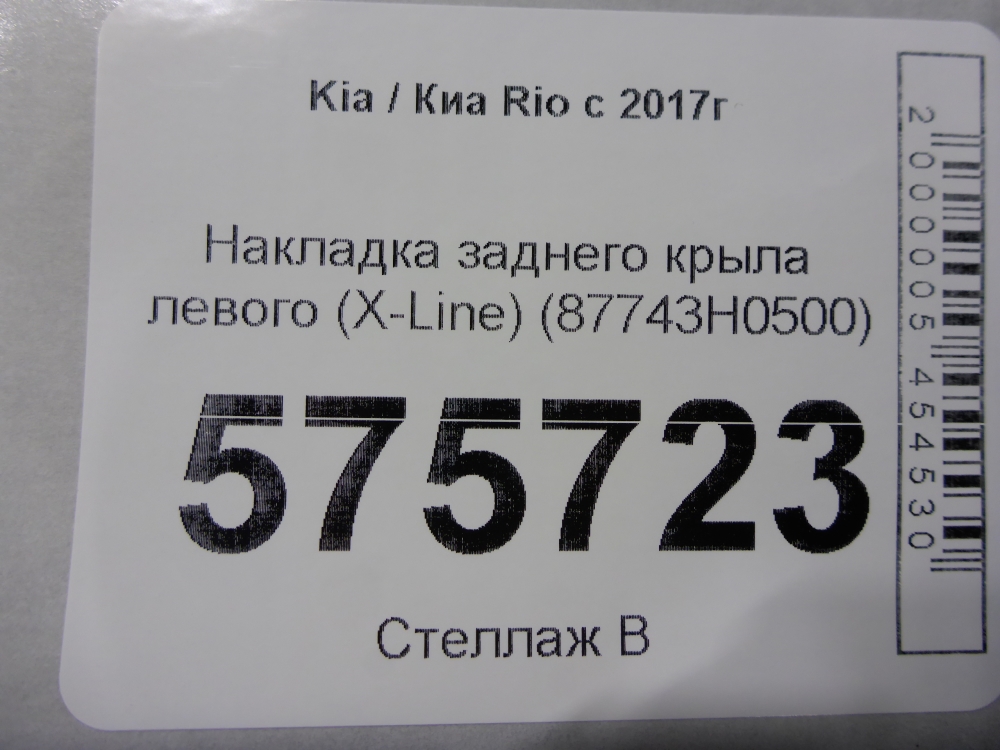 Kia / Киа Rio с 2017г
Накладка заднего крыла
левого (X-Line) (87743H0500)
575723
Стеллаж В
2000005454530